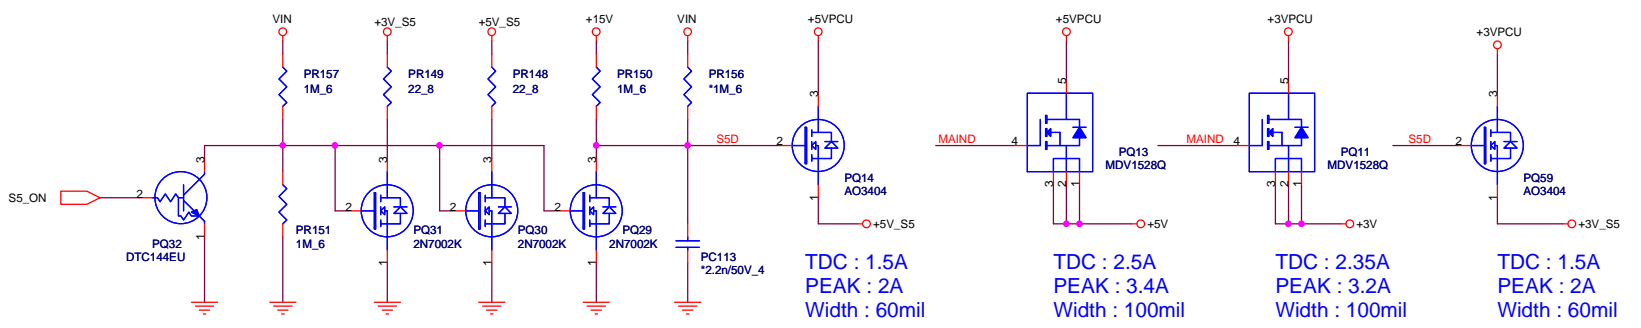 VIN
+3V_S5
+5V_S5
+15V
VIN
+5VPCU
+5VPCU
+3VPCU
+3VPCU
PR157
1M_6
PR149
22_8
PR148
22_8
PR150
1M_6
PR156
*1M_6
3
5
5
3
S5D
2
MAIND
4
MAIND
4
S5D
2
PQ14
AO3404
PQ13
MDV1528Q
PQ11
MDV1528Q
PQ59
AO3404
3
3
3
3
S5_ON
2
2
2
2
1
3
2
1
3
2
1
1
PQ32
DTC144EU
1
PR151
1M_6
PQ31
2N7002K
1
PQ30
2N7002K
1
PQ29
2N7002K
1
PC113
*2.2n/50V_4
+5V_S5
+5V
+3V
+3V_S5
TDC : 1.5A
PEAK : 2A
Width : 60mil
TDC : 2.5A
PEAK : 3.4A
Width : 100mil
TDC : 2.35A
PEAK : 3.2A
Width : 100mil
TDC : 1.5A
PEAK : 2A
Width : 60mil